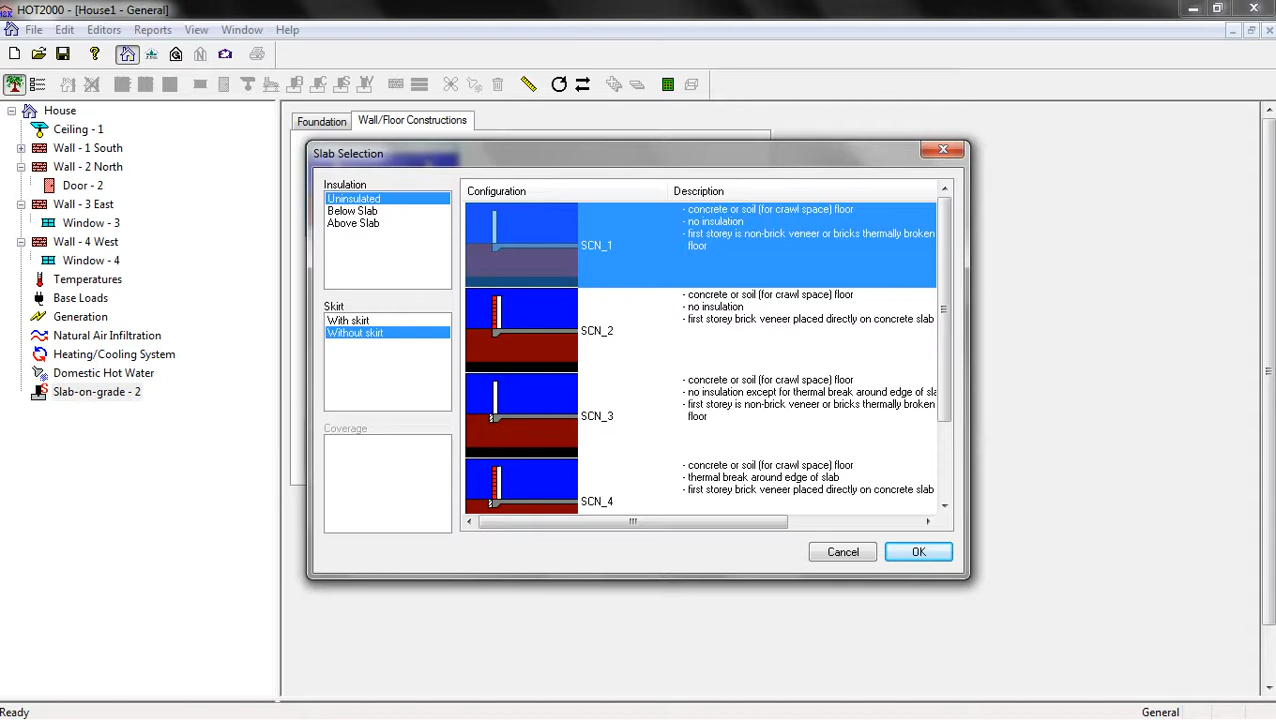 HOT2000 - [House1 - General]
File Edit Editors Reports View Window Help
House
Ceiling - 1
Wall - 1 South
Wall - 2 North
Door - 2
Wall - 3 East
Window - 3
Wall - 4 West
Window - 4
Temperatures
Base Loads
Generation
Natural Air Infiltration
Heating/Cooling System
Domestic Hot Water
Slab-on-grade - 2
Foundation Wall/Floor Constructions
Slab Selection
Insulation
Uninsulated
Below Slab
Above Slab
Skirt
With skirt
Without skirt
Coverage
Configuration Description
SCN_1
- concrete or soil (for crawl space) floor
- no insulation
- first storey is non-brick veneer or bricks thermally broken
floor
SCN_2
- concrete or soil (for crawl space) floor
- no insulation
- first storey brick veneer placed directly on concrete slab
SCN_3
- concrete or soil (for crawl space) floor
- no insulation except for thermal break around edge of sla
- first storey is non-brick veneer or bricks thermally broken
floor
SCN_4
- concrete or soil (for crawl space) floor
- thermal break around edge of slab
- first storey brick veneer placed directly on concrete slab
Cancel OK
Ready General